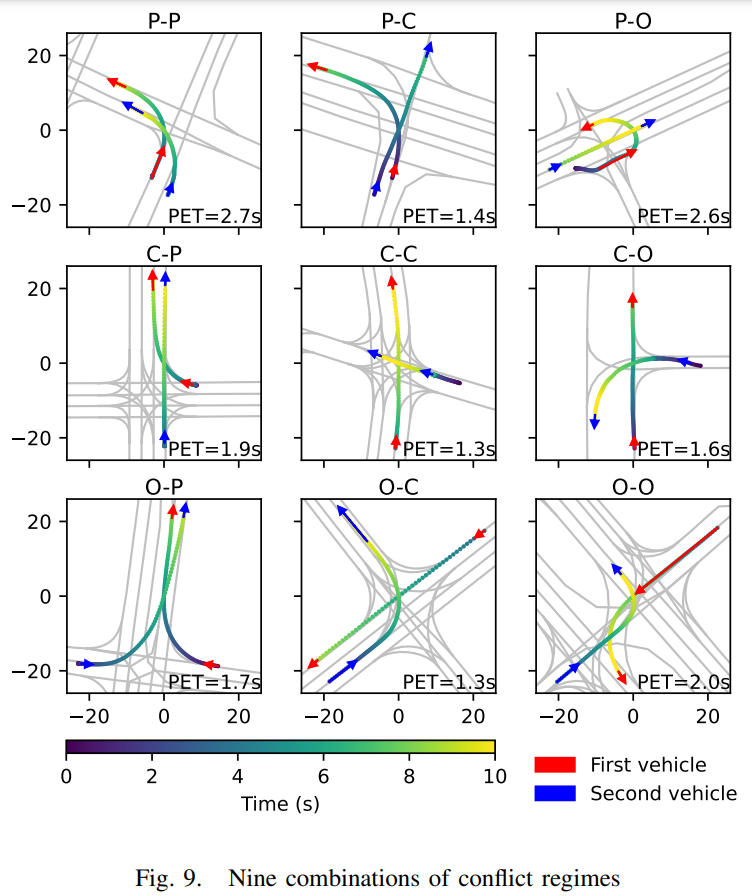 P-P P-C P-O
20
0
−20
PET=2.7s PET=1.4s PET=2.6s
C-P C-C C-O
20
0
−20
PET=1.9s PET=1.3s PET=1.6s
O-P O-C O-O
20
0
−20
PET=1.7s PET=1.3s PET=2.0s
−20 0 20 −20 0 20 −20 0 20
0 2 4 6 8 10
Time (s)
First vehicle
Second vehicle
Fig. 9. Nine combinations of conflict regimes